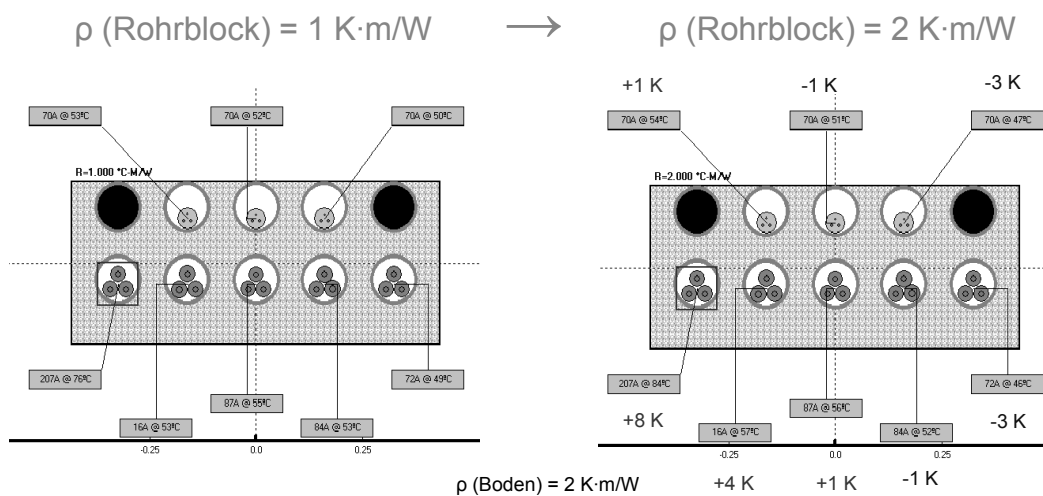 ρ (Rohrblock) = 1 K·m/W → ρ (Rohrblock) = 2 K·m/W
+1 K -1 K -3 K
70A @ 53ºC 70A @ 52ºC 70A @ 50ºC 70A @ 54ºC 70A @ 51ºC 70A @ 47ºC
R=1.000 °C-M/W R=2.000 °C-M/W
207A @ 76ºC 72A @ 49ºC 207A @ 84ºC 72A @ 46ºC
87A @ 55ºC 87A @ 56ºC
16A @ 53ºC 84A @ 53ºC 16A @ 57ºC 84A @ 52ºC
+8 K -3 K
-0.25 0.0 0.25 -0.25 0.0 0.25
ρ (Boden) = 2 K·m/W +4 K +1 K -1 K